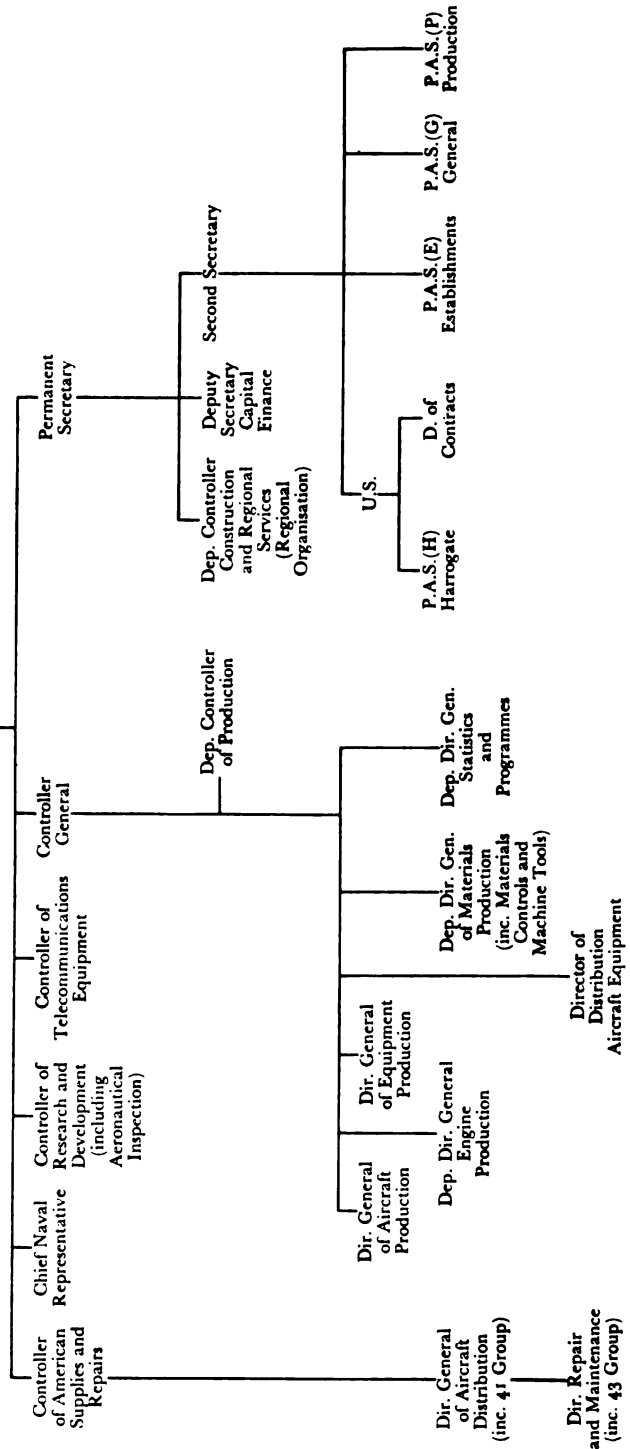 Controller
of American
Supplies and
Repairs
Chief Naval
Representative
Controller of
Research and
Development
(including
Aeronautical
Inspection)
Controller of
Telecommunications
Equipment
Controller
General
Permanent
Secretary
Dep. Controller
of Production
Dep. Controller
Construction
and Regional
Services
(Regional
Organisation)
Deputy
Secretary
Capital
Finance
Second Secretary
Dir. General
of Aircraft
Production
Dep. Dir. General
Engine
Production
Dir. General
of Equipment
Production
Director of
Distribution
Aircraft Equipment
Dep. Dir. Gen.
of Materials
Production
(inc. Materials
Controls and
Machine Tools)
Dep. Dir. Gen.
Statistics
and
Programmes
U.S.
P.A.S.(H)
Harrogate
D. of
Contracts
P.A.S.(E)
Establishments
P.A.S.(G)
General
P.A.S.(P)
Production
Dir. General
of Aircraft
Distribution
(inc. 41 Group)
Dir. Repair
and Maintenance
(inc. 43 Group)